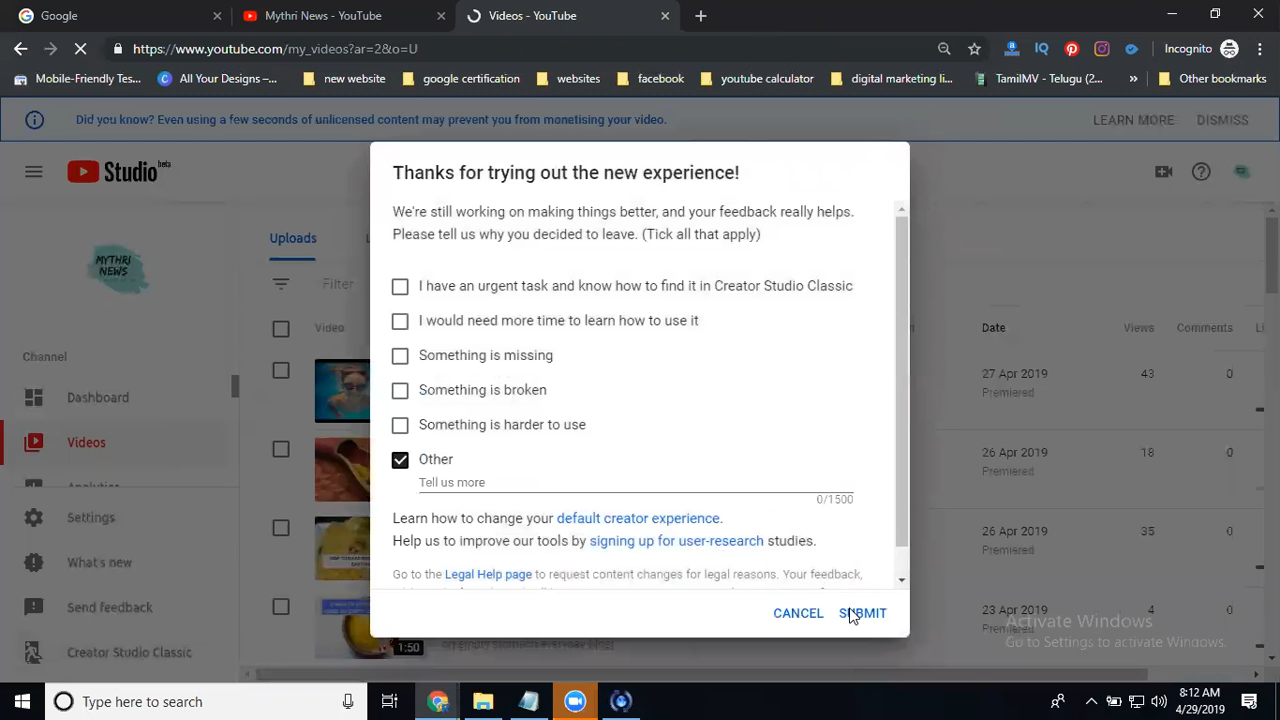 Google
Mythri News - YouTube
Videos - YouTube
https://www.youtube.com/my_videos?ar=2&to=U
Incognito
Mobile-Friendly Tes...
All Your Designs –...
new website
google certification
websites
facebook
youtube calculator
digital marketing li...
TamilMV - Telugu (2...
Other bookmarks
Did you know? Even using a few seconds of unlicensed content may prevent you from monetising your video.
LEARN MORE
DISMISS
Studio beta
Thanks for trying out the new experience!
We're still working on making things better, and your feedback really helps.
Please tell us why you decided to leave. (Tick all that apply)
I have an urgent task and know how to find it in Creator Studio Classic
I would need more time to learn how to use it
Something is missing
Something is broken
Something is harder to use
Other
Tell us more
0/1500
Learn how to change your default creator experience.
Help us to improve our tools by signing up for user-research studies.
Go to the Legal Help page to request content changes for legal reasons. Your feedback,
CANCEL
SUBMIT
MYTHRI
NEWS
Channel
Dashboard
Videos
Settings
What's new
Send feedback
Creator Studio Classic
Uploads
Filter
Video
Date
Views
Comments
27 Apr 2019
43
0
Premiered
26 Apr 2019
18
0
Premiered
26 Apr 2019
35
0
Premiered
23 Apr 2019
4
0
Premiered
1:50
Activate Windows
Go to Settings to activate Windows.
Type here to search
8:12 AM
4/29/2019